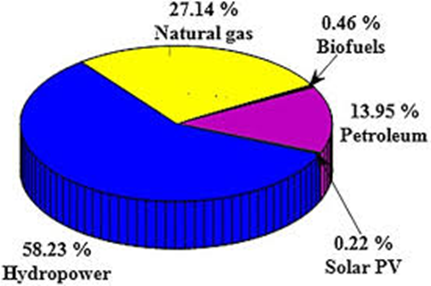 27.14 %
Natural gas
0.46 %
Biofuels
13.95 %
Petroleum
0.22 %
Solar PV
58.23 %
Hydropower